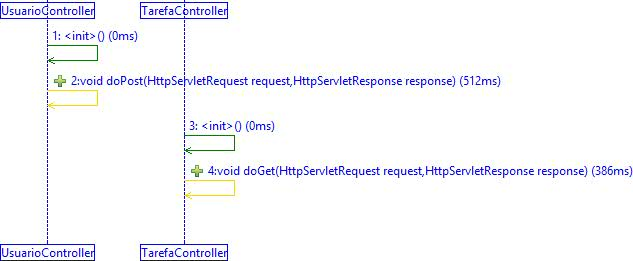 UsuarioController TarefaController
1: <init>() (0ms)
2:void doPost(HttpServletRequest request,HttpServletResponse response) (512ms)
3: <init>() (0ms)
4:void doGet(HttpServletRequest request,HttpServletResponse response) (386ms)
UsuarioController TarefaController